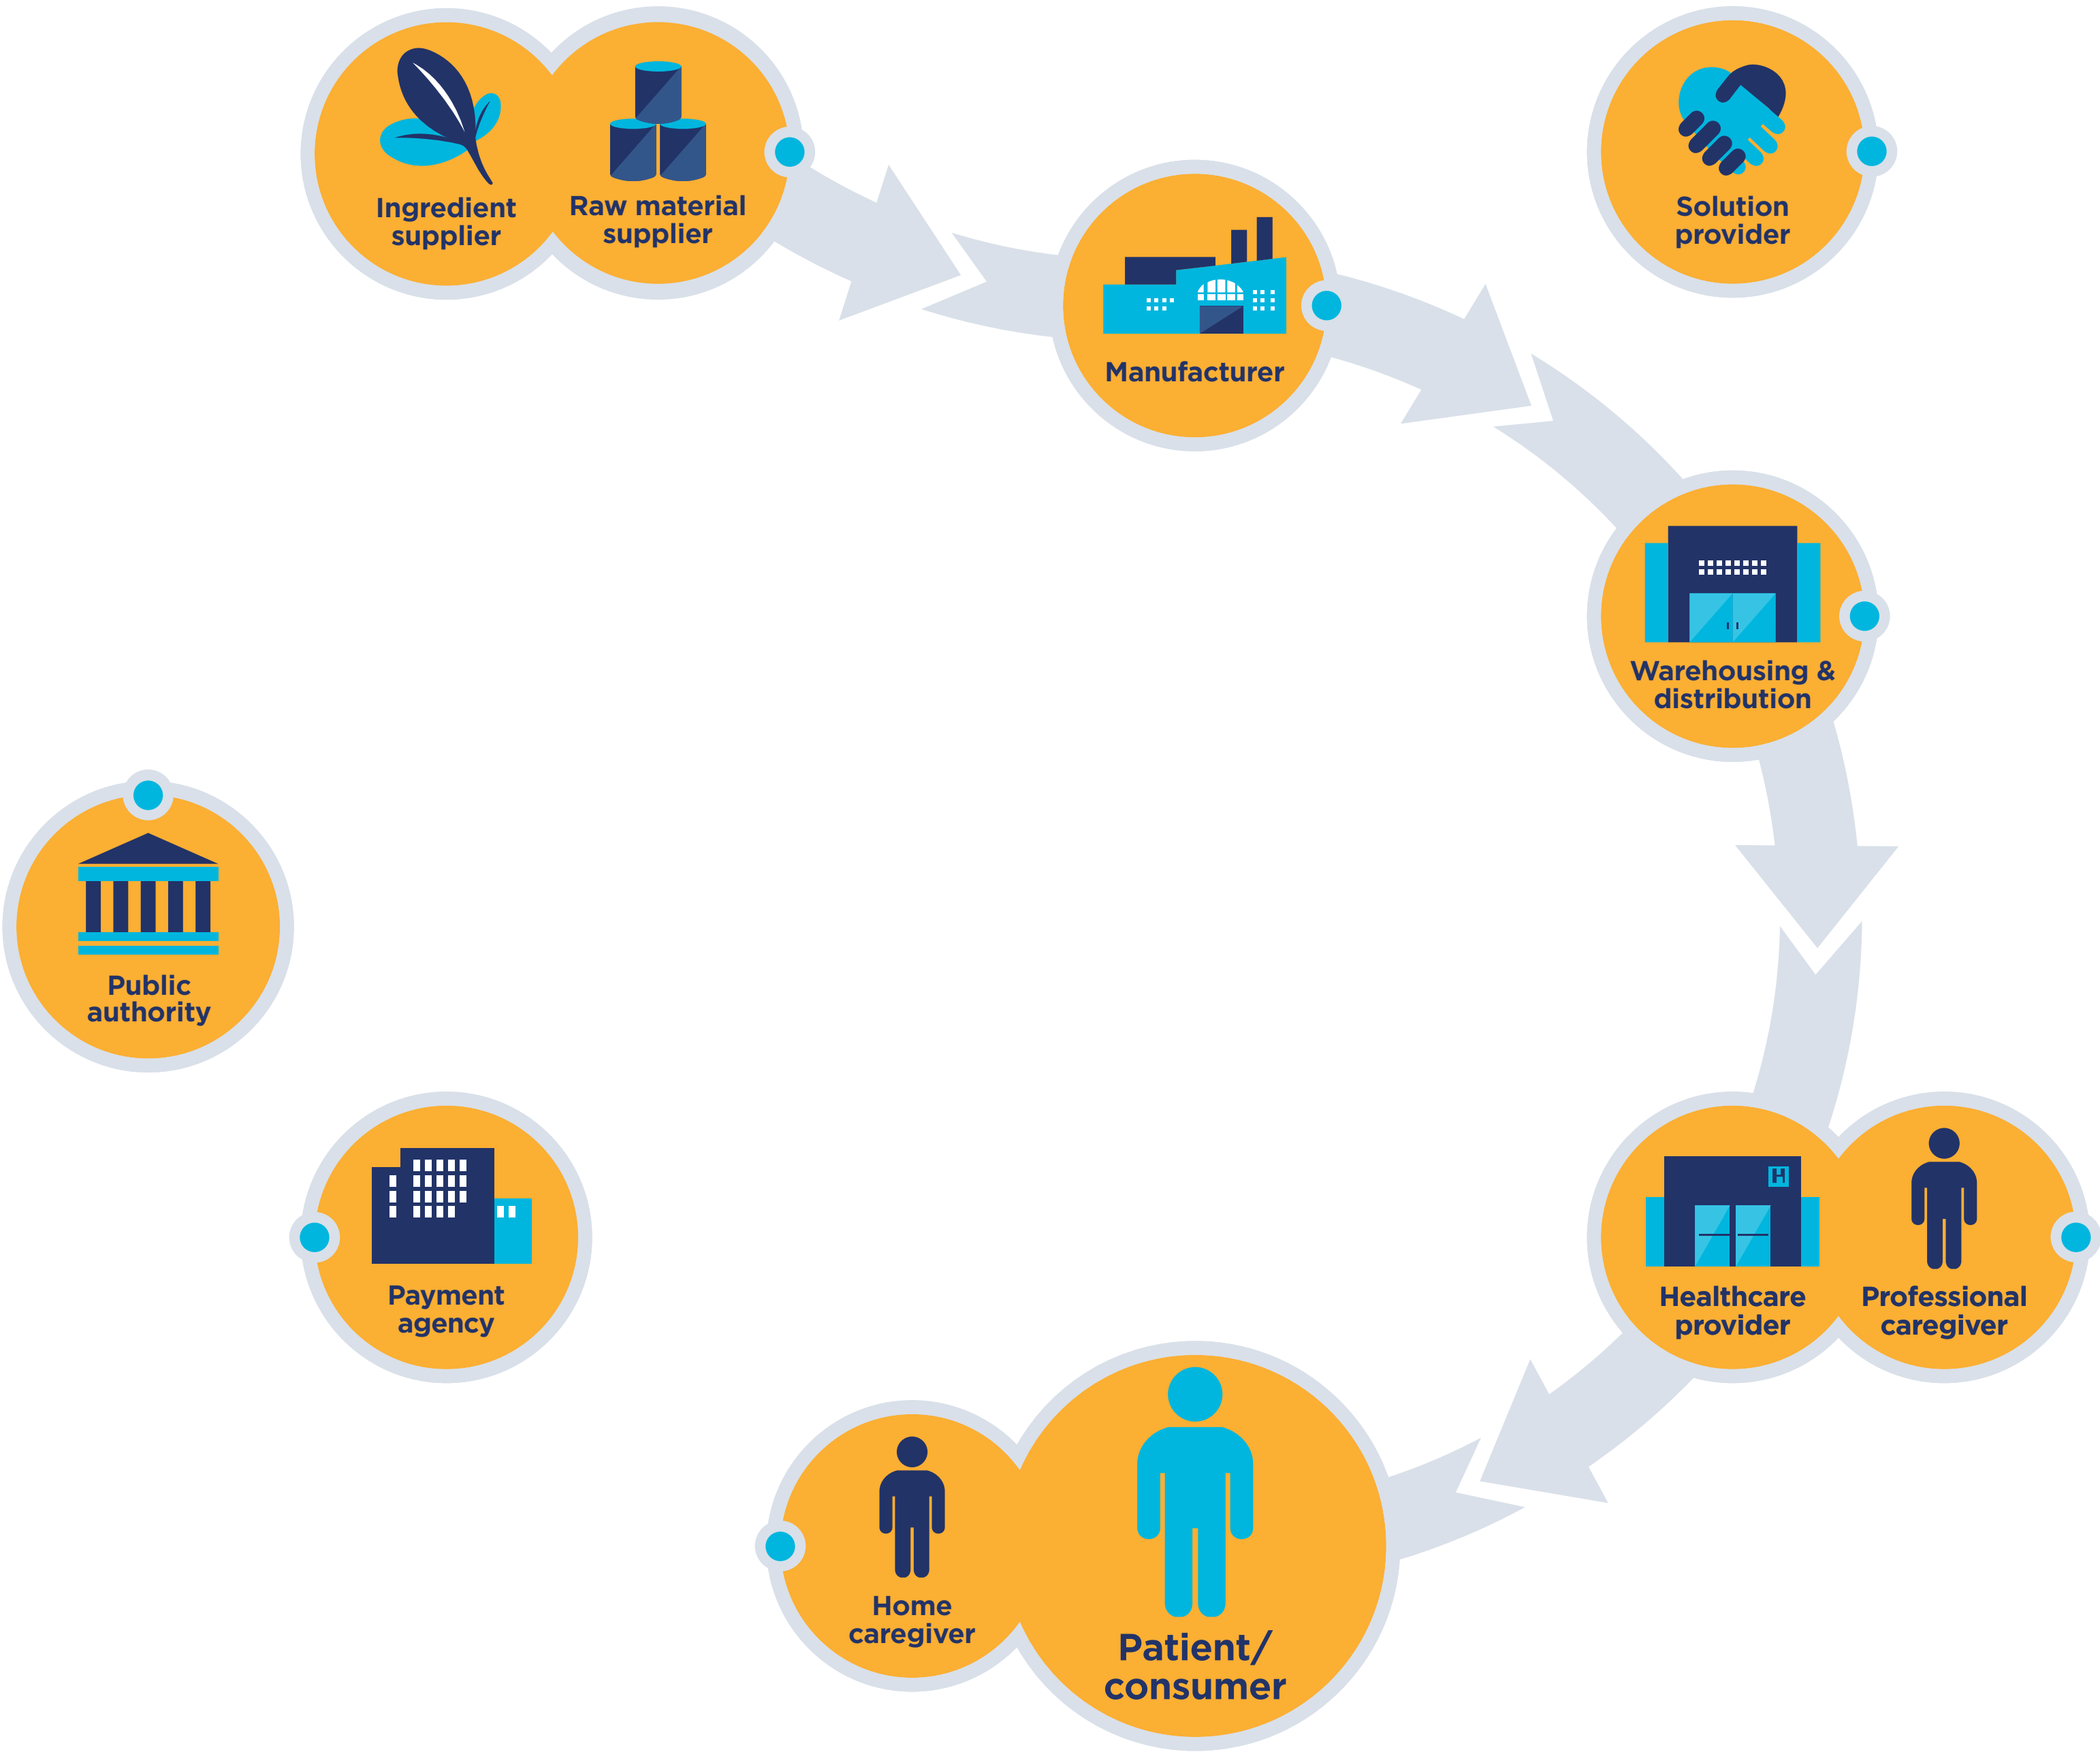 Ingredient
supplier
Raw material
supplier
Solution
provider
Manufacturer
Warehousing &
distribution
Public
authority
Payment
agency
H
Healthcare
provider
Professional
caregiver
Home
caregiver
Patient/
consumer